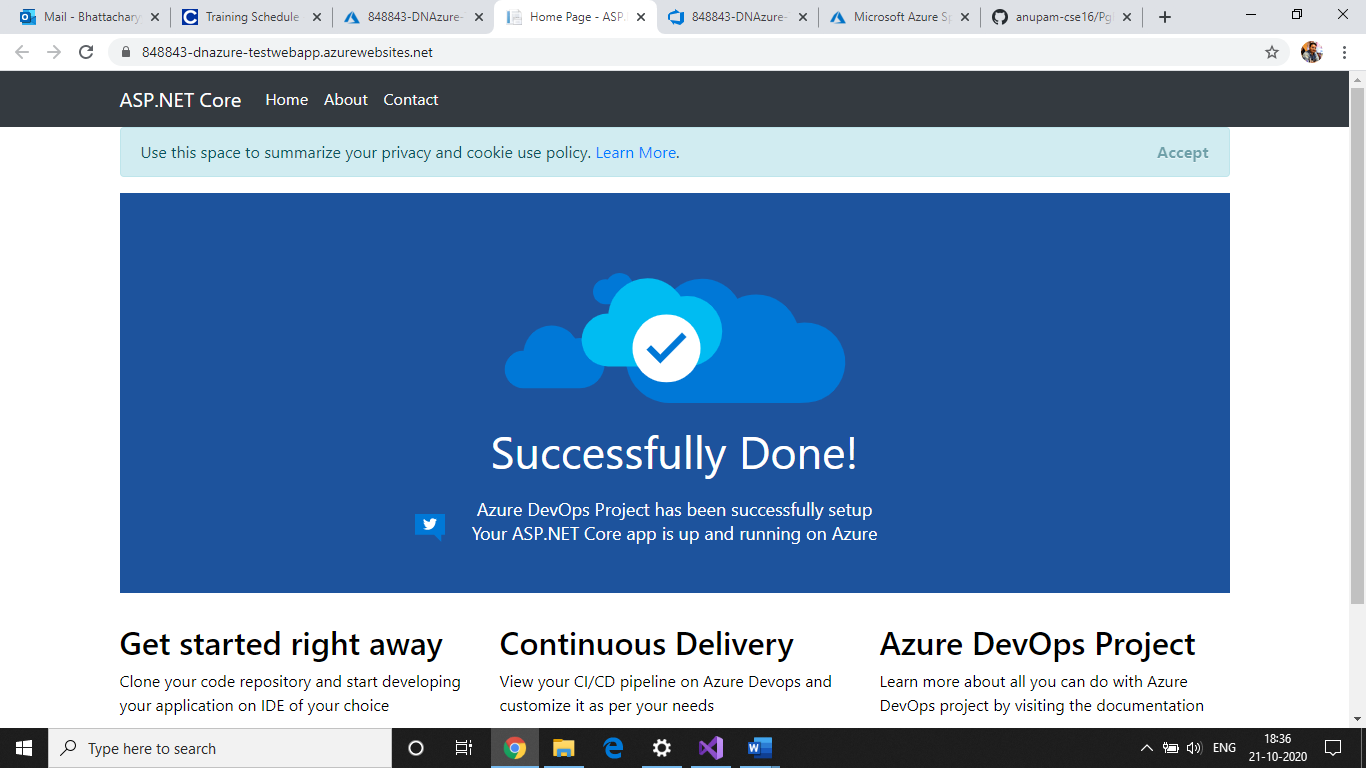 Mail - Bhattachary
Training Schedule
848843-DNAzure-
Home Page - ASP.
848843-DNAzure-
Microsoft Azure Sp
anupam-cse16/Pg
848843-dnazure-testwebapp.azurewebsites.net
ASP.NET Core Home About Contact
Use this space to summarize your privacy and cookie use policy. Learn More. Accept
Successfully Done!
Azure DevOps Project has been successfully setup
Your ASP.NET Core app is up and running on Azure
Get started right away
Clone your code repository and start developing
your application on IDE of your choice
Continuous Delivery
View your CI/CD pipeline on Azure Devops and
customize it as per your needs
Azure DevOps Project
Learn more about all you can do with Azure
DevOps project by visiting the documentation
Type here to search
ENG
18:36
21-10-2020